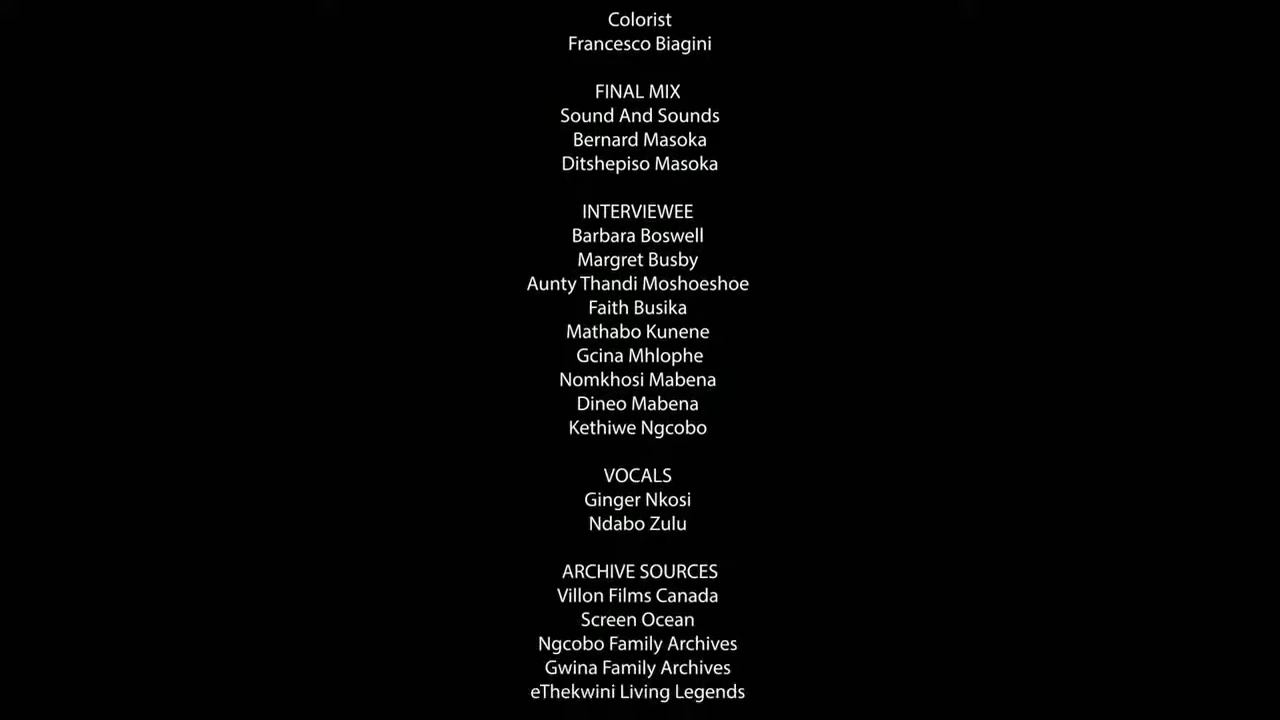 Colorist
Francesco Biagini
FINAL MIX
Sound And Sounds
Bernard Masoka
Ditshepiso Masoka
INTERVIEWEE
Barbara Boswell
Margret Busby
Aunty Thandi Moshoeshoe
Faith Busika
Mathabo Kunene
Gcina Mhlophe
Nomkhosi Mabena
Dineo Mabena
Kethiwe Ngcobo
VOCALS
Ginger Nkosi
Ndabo Zulu
ARCHIVE SOURCES
Villon Films Canada
Screen Ocean
Ngcobo Family Archives
Gwina Family Archives
eThekwini Living Legends